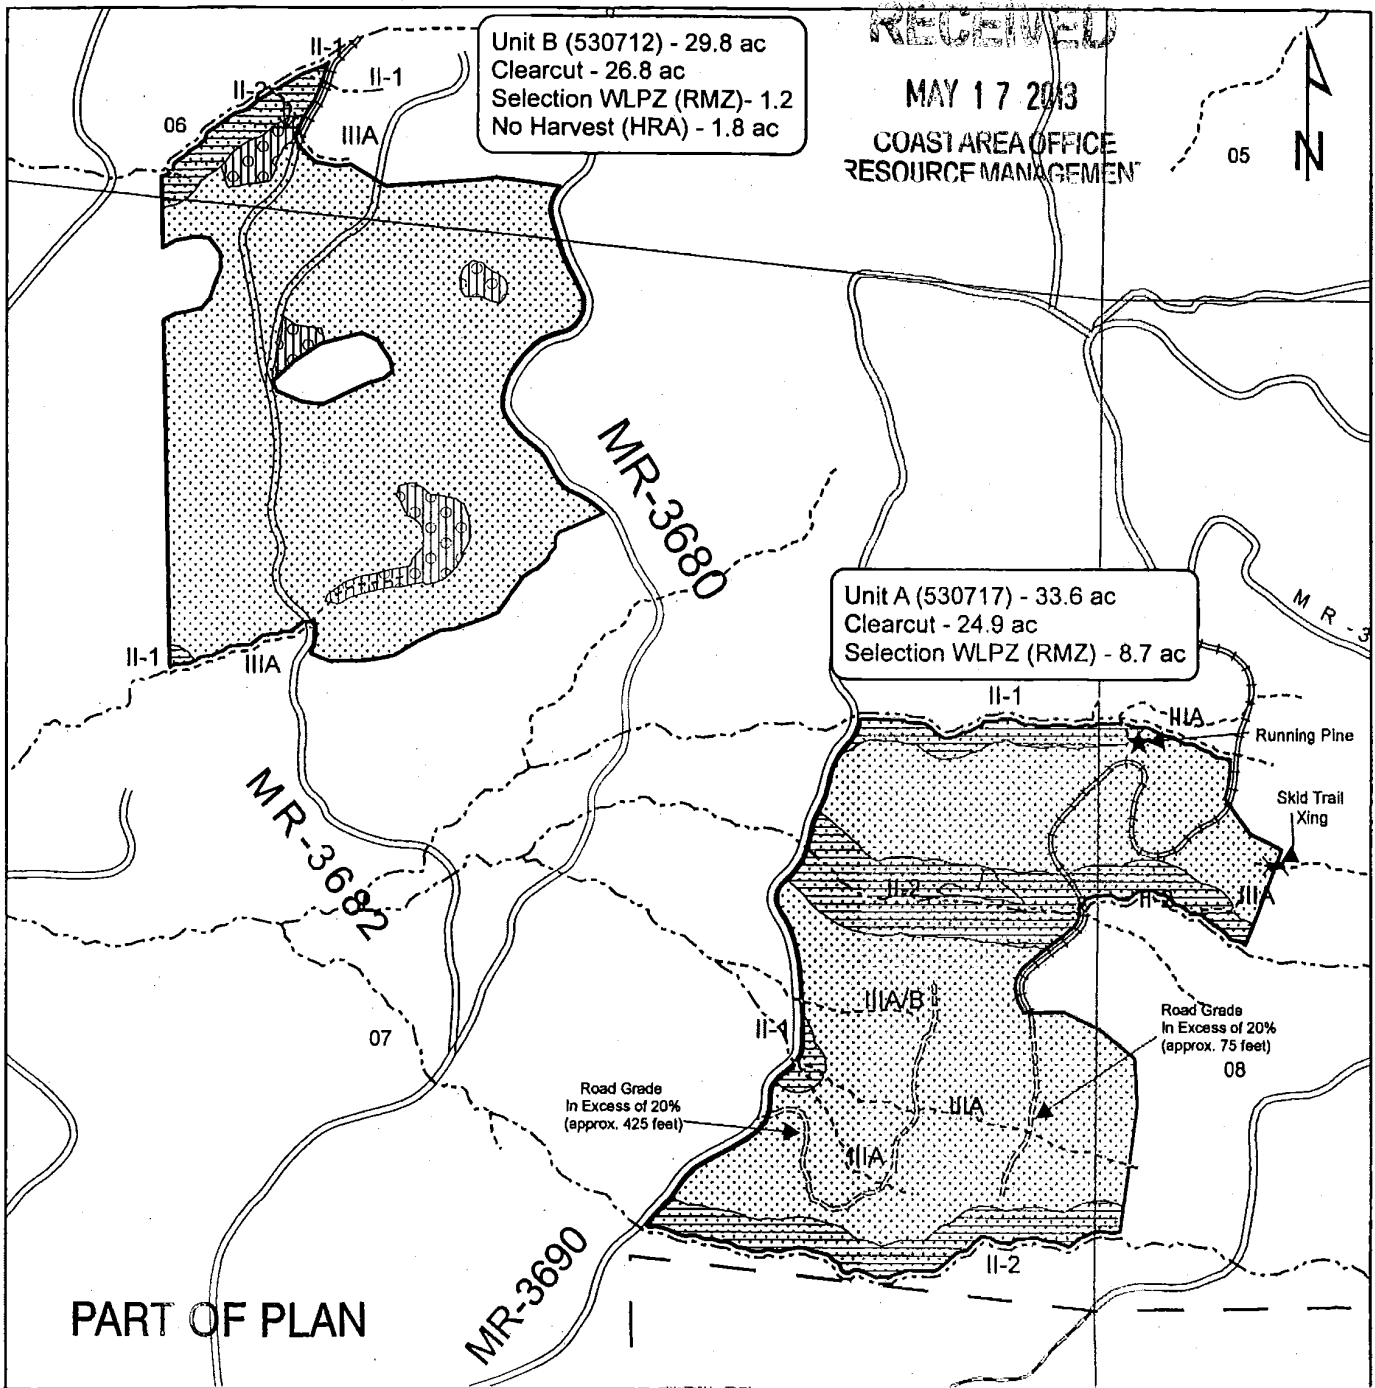 RECEIVED
MAY 17 2013
COAST AREA OFFICE
RESOURCE MANAGEMENT
Unit B (530712) - 29.8 ac
Clearcut - 26.8 ac
Selection WLPZ (RMZ)- 1.2
No Harvest (HRA) - 1.8 ac
N
05
II-1
II-2
II-1
06
IIIA
MR-3680
Unit A (530717) - 33.6 ac
Clearcut - 24.9 ac
Selection WLPZ (RMZ) - 8.7 ac
MR-3
II-1
IIIA
II-1
IIIA
Running Pine
Skid Trail
Xing
MR-3682
II-2
IIIA
IIIA/B
II-1
07
Road Grade
In Excess of 20%
(approx. 75 feet)
08
Road Grade
In Excess of 20%
(approx. 425 feet)
IIIA
IIIA
II-2
MR-3690
PART OF PLAN